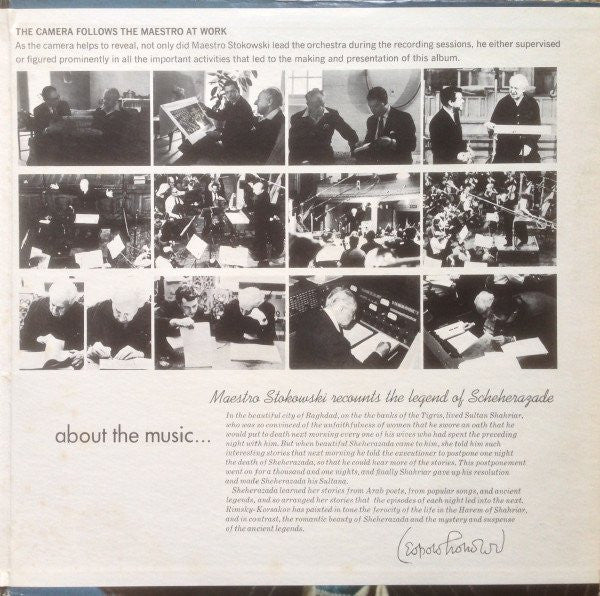 THE CAMERA FOLLOWS THE MAESTRO AT WORK
As the camera helps to reveal, not only did Maestro Stokowski lead the orchestra during the recording sessions, he either supervised
or figured prominently in all the important activities that led to the making and presentation of this album.
Maestro Stokowski recounts the legend of Scheherazade
about the music...
In the beautiful city of Baghdad, on the the banks of the Tigris, lived Sultan Shahriar,
who was so convinced of the unfaithfulness of women that he swore an oath that he
would put to death next morning every one of his wives who had spent the preceding
night with him. But when beautiful Sheherazada came to him, she told him such
interesting stories that next morning he told the executioner to postpone one night
the death of Sheherazada, so that he could hear more of the stories. This postponement
went on for a thousand and one nights, and finally Shahriar gave up his resolution
and made Sheherazada his Sultana.
Sheherazada learned her stories from Arab poets, from popular songs, and ancient
legends, and so arranged her stories that the episodes of each night led into the next.
Rimsky-Korsakov has painted in tone the ferocity of the life in the Harem of Shahriar,
and in contrast, the romantic beauty of Sheherazada and the mystery and suspense
of the ancient legends.
Leopold Stokowski